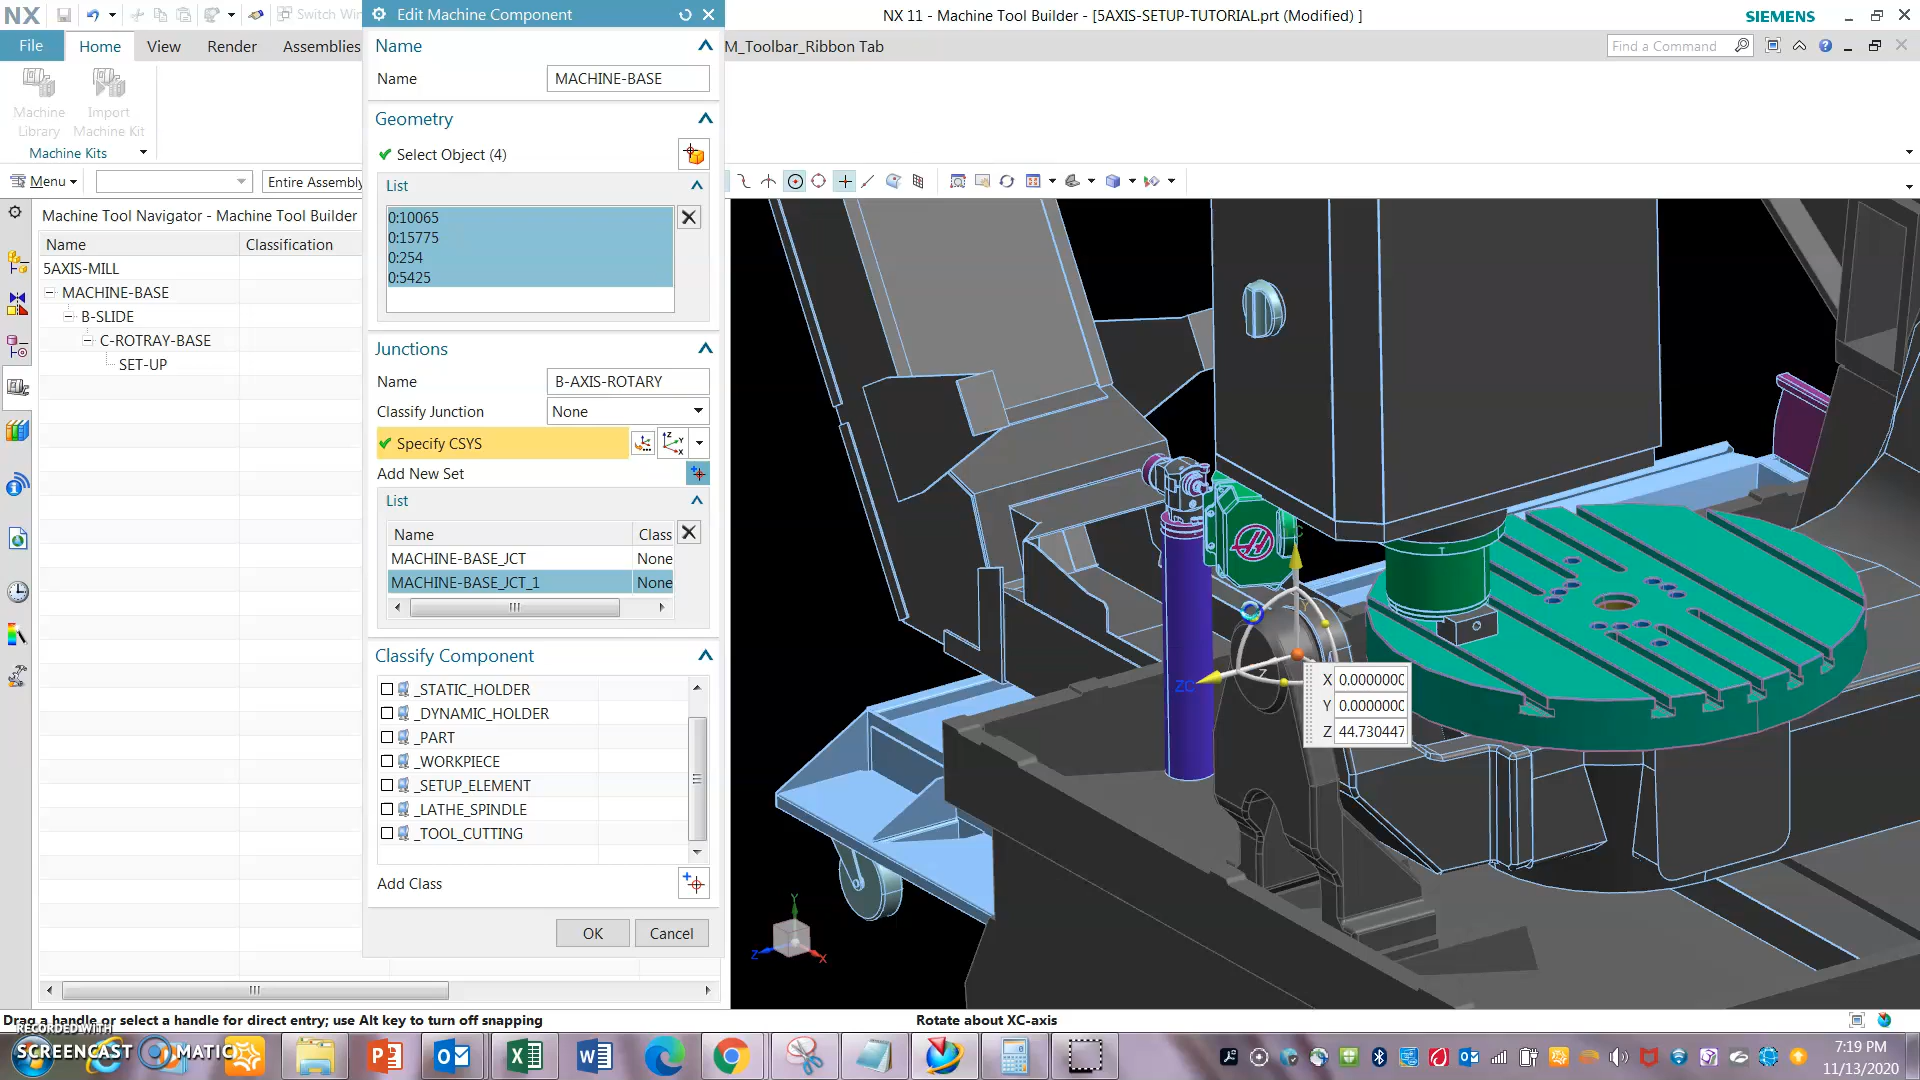 NX
Switch Win
Edit Machine Component
NX 11 - Machine Tool Builder - [5AXIS-SETUP-TUTORIAL.prt (Modified) ]
SIEMENS
File
Home
View
Render
Assemblies
Name
M_Toolbar_Ribbon Tab
Find a Command
Machine Library
Import Machine Kit
Machine Kits
Name
MACHINE-BASE
Geometry
Select Object (4)
Menu
Entire Assembly
List
Machine Tool Navigator - Machine Tool Builder
Name
Classification
0:10065
0:15775
0:254
0:5425
5AXIS-MILL
MACHINE-BASE
B-SLIDE
C-ROTRAY-BASE
SET-UP
Junctions
Name
B-AXIS-ROTARY
Classify Junction
None
Specify CSYS
Add New Set
List
Name
Class
MACHINE-BASE_JCT
None
MACHINE-BASE_JCT_1
None
Classify Component
_STATIC_HOLDER
_DYNAMIC_HOLDER
_PART
_WORKPIECE
_SETUP_ELEMENT
_LATHE_SPINDLE
_TOOL_CUTTING
Add Class
OK
Cancel
T
Y
Z
ZC
X 0.0000000
Y 0.0000000
Z 44.730447
Y
Z
X
Drag a handle or select a handle for direct entry; use Alt key to turn off snapping
Rotate about XC-axis
RECORDED WITH
SCREENCAST MATIC
7:19 PM
11/13/2020